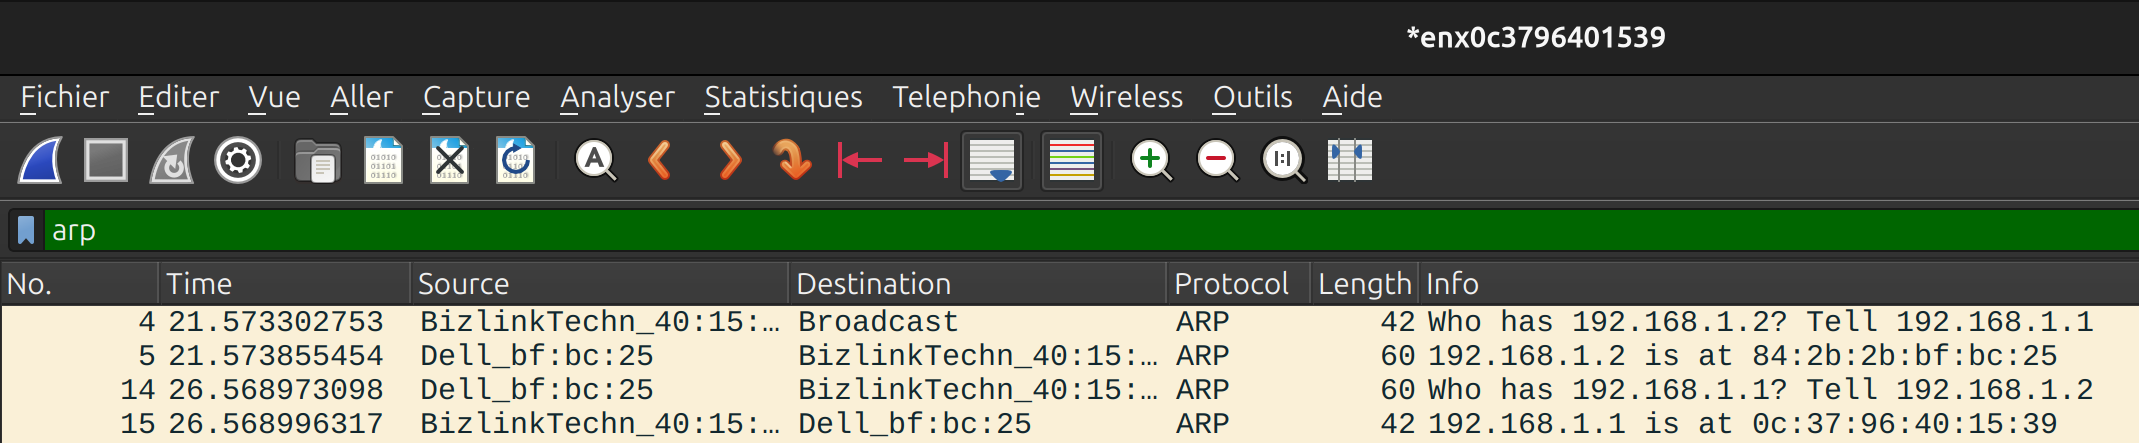 *enx0c3796401539
Fichier Editer Vue Aller Capture Analyser Statistiques Telephonie Wireless Outils Aide
arp
No. Time Source Destination Protocol Length Info
4 21.573302753 BizlinkTechn_40:15:… Broadcast ARP 42 Who has 192.168.1.2? Tell 192.168.1.1
5 21.573855454 Dell_bf:bc:25 BizlinkTechn_40:15:… ARP 60 192.168.1.2 is at 84:2b:2b:bf:bc:25
14 26.568973098 Dell_bf:bc:25 BizlinkTechn_40:15:… ARP 60 Who has 192.168.1.1? Tell 192.168.1.2
15 26.568996317 BizlinkTechn_40:15:… Dell_bf:bc:25 ARP 42 192.168.1.1 is at 0c:37:96:40:15:39